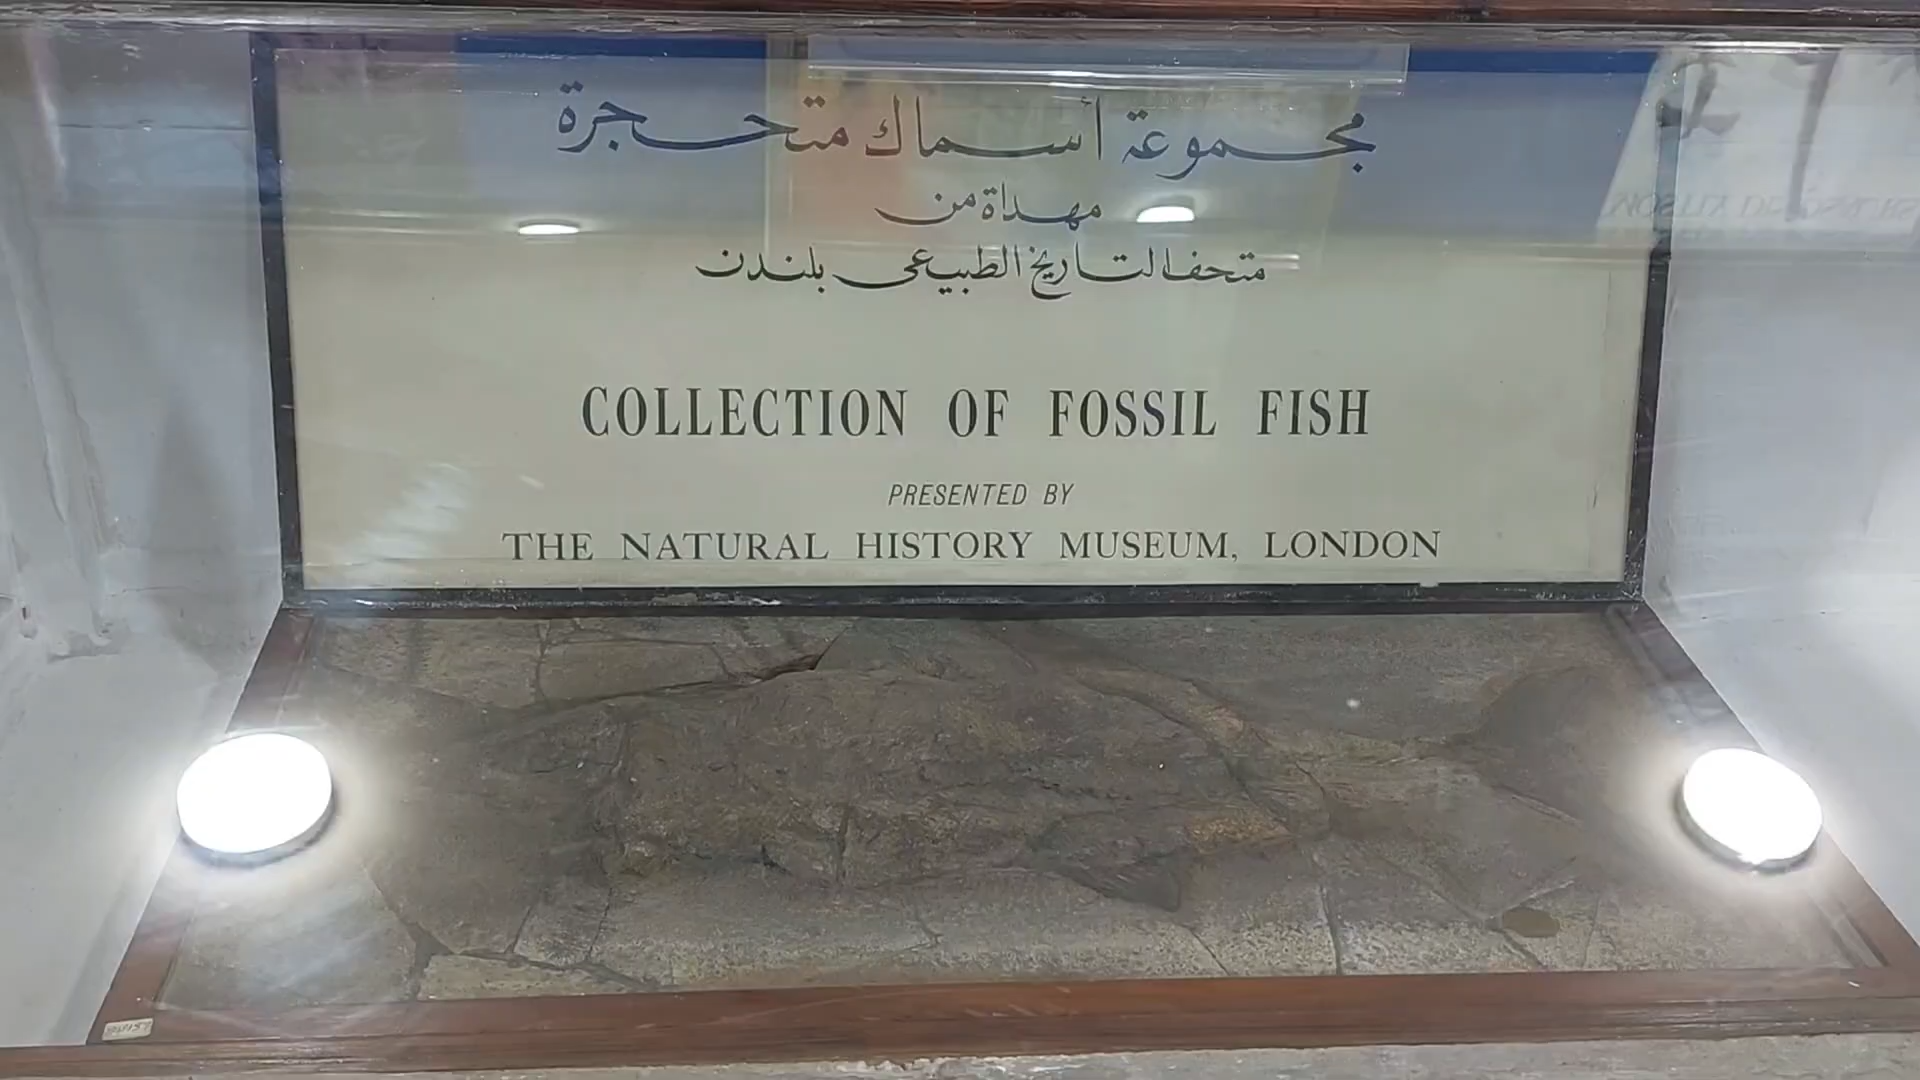 مجموعة أسماك متحجرة
مهداة من
متحف التاريخ الطبيعى بلندن
COLLECTION OF FOSSIL FISH
PRESENTED BY
THE NATURAL HISTORY MUSEUM, LONDON